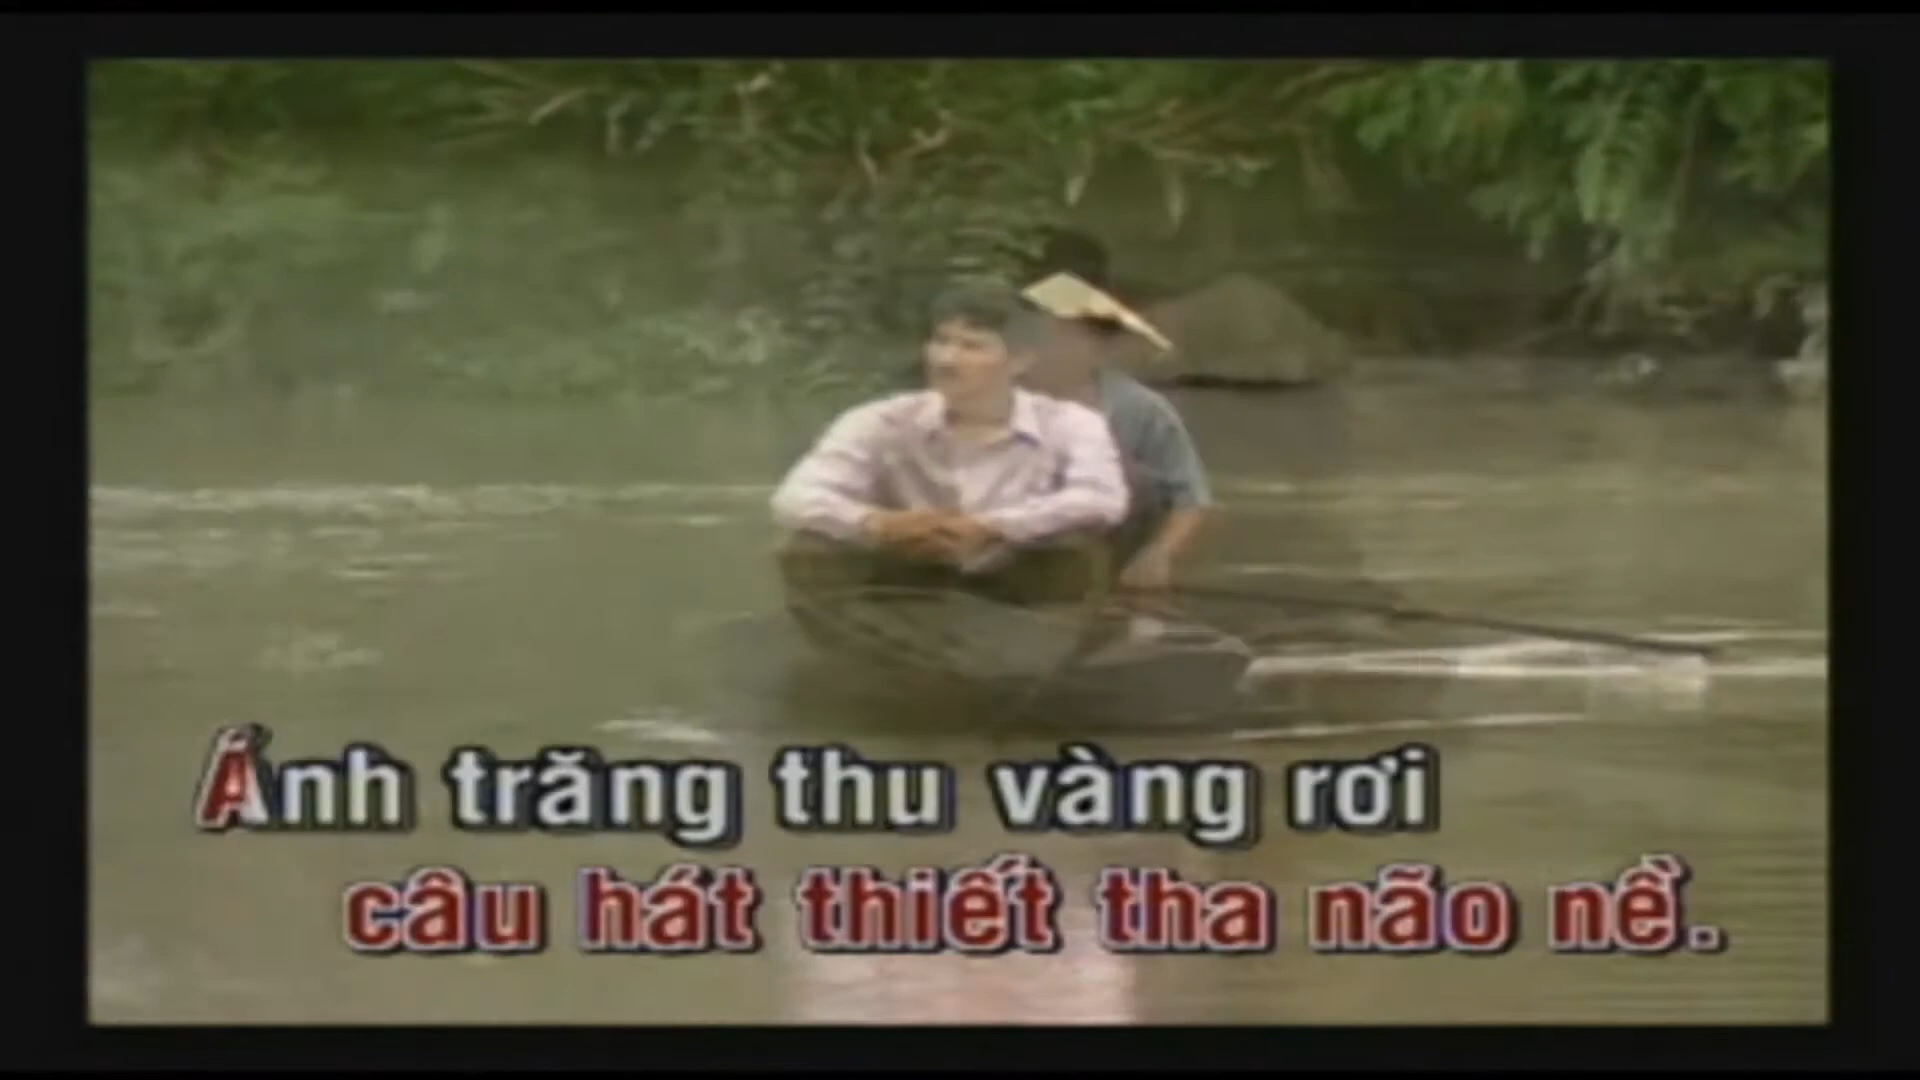 Ánh trăng thu vàng rơi
câu hát thiết tha não nề.